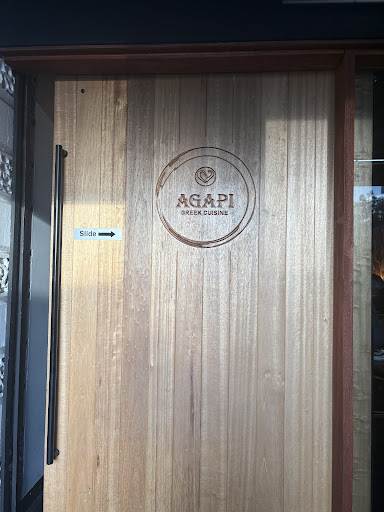 AGAPI
GREEK CUISINE
Slide →